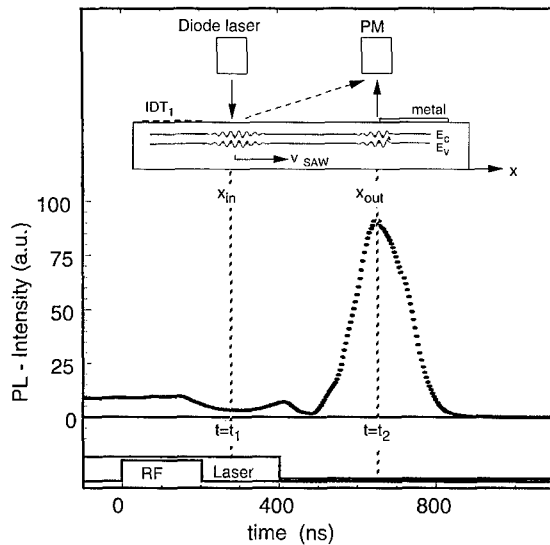 Diode laser PM
IDT1 metal
Ec
Ev
vSAW
x
xin xout
100
75
50
25
0
PL - Intensity (a.u.)
t=t1 t=t2
RF Laser
0 400 800
time (ns)